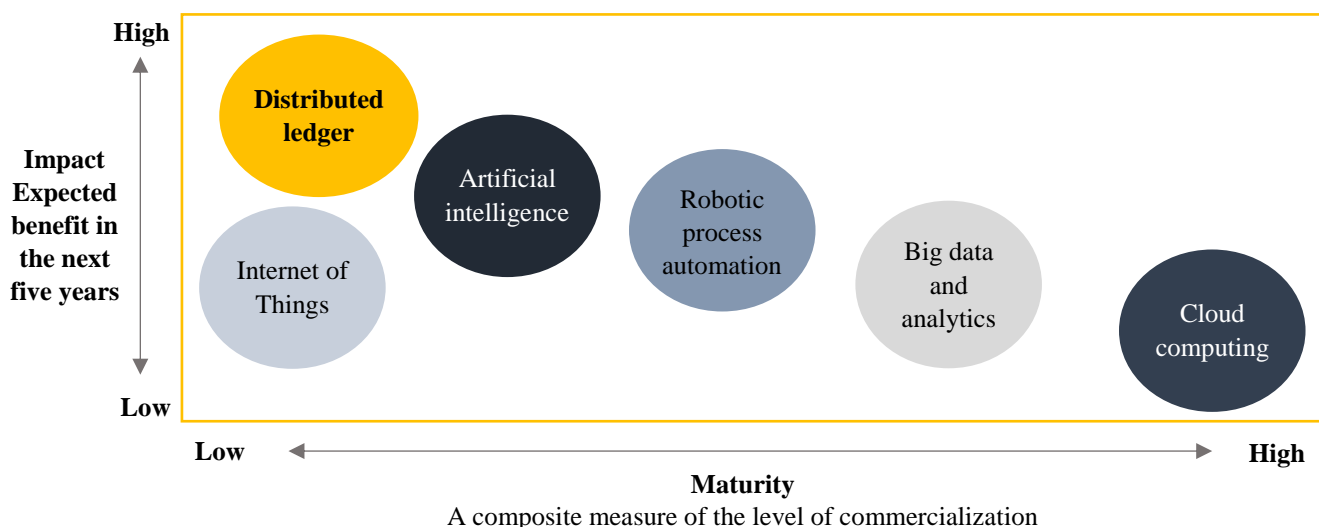 High
Impact
Expected
benefit in
the next
five years
Low
Distributed
ledger
Artificial
intelligence
Robotic
process
automation
Internet of
Things
Big data
and
analytics
Cloud
computing
Low
High
Maturity
A composite measure of the level of commercialization